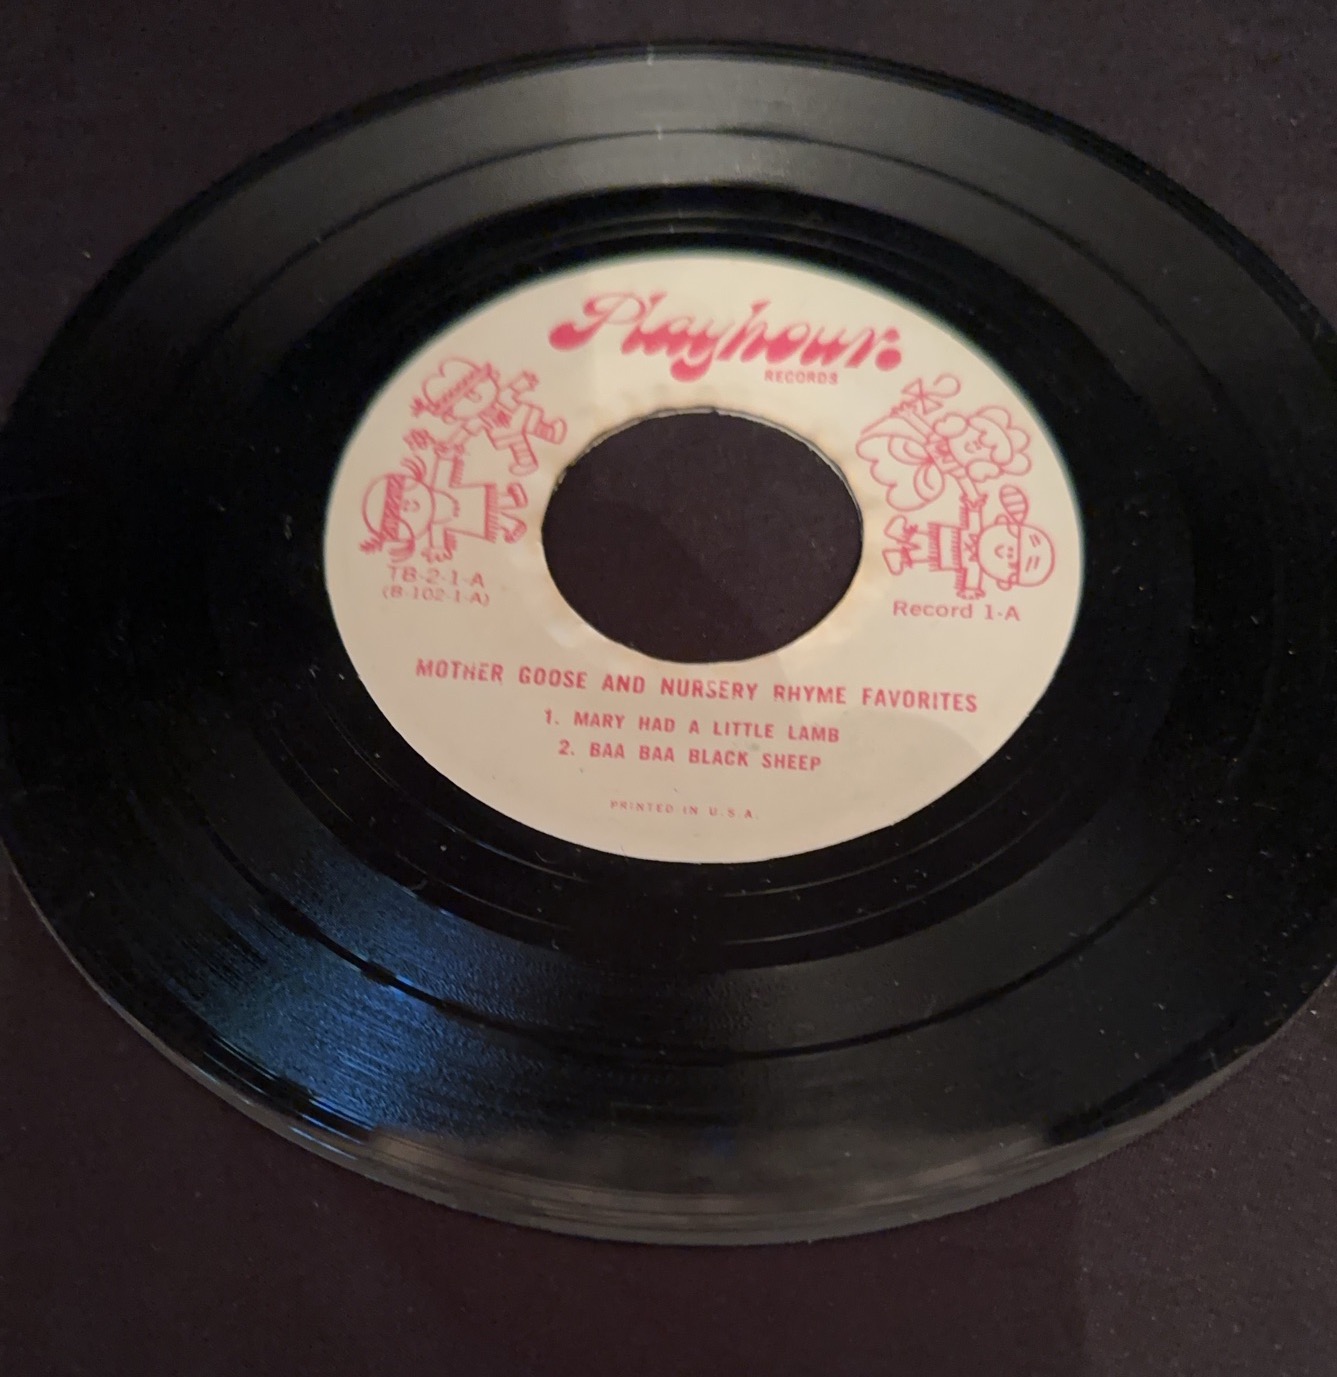 Playhour
RECORDS
TB-2-1-A
(B-102-1-A)
Record 1-A
MOTHER GOOSE AND NURSERY RHYME FAVORITES
1. MARY HAD A LITTLE LAMB
2. BAA BAA BLACK SHEEP
PRINTED IN U.S.A.